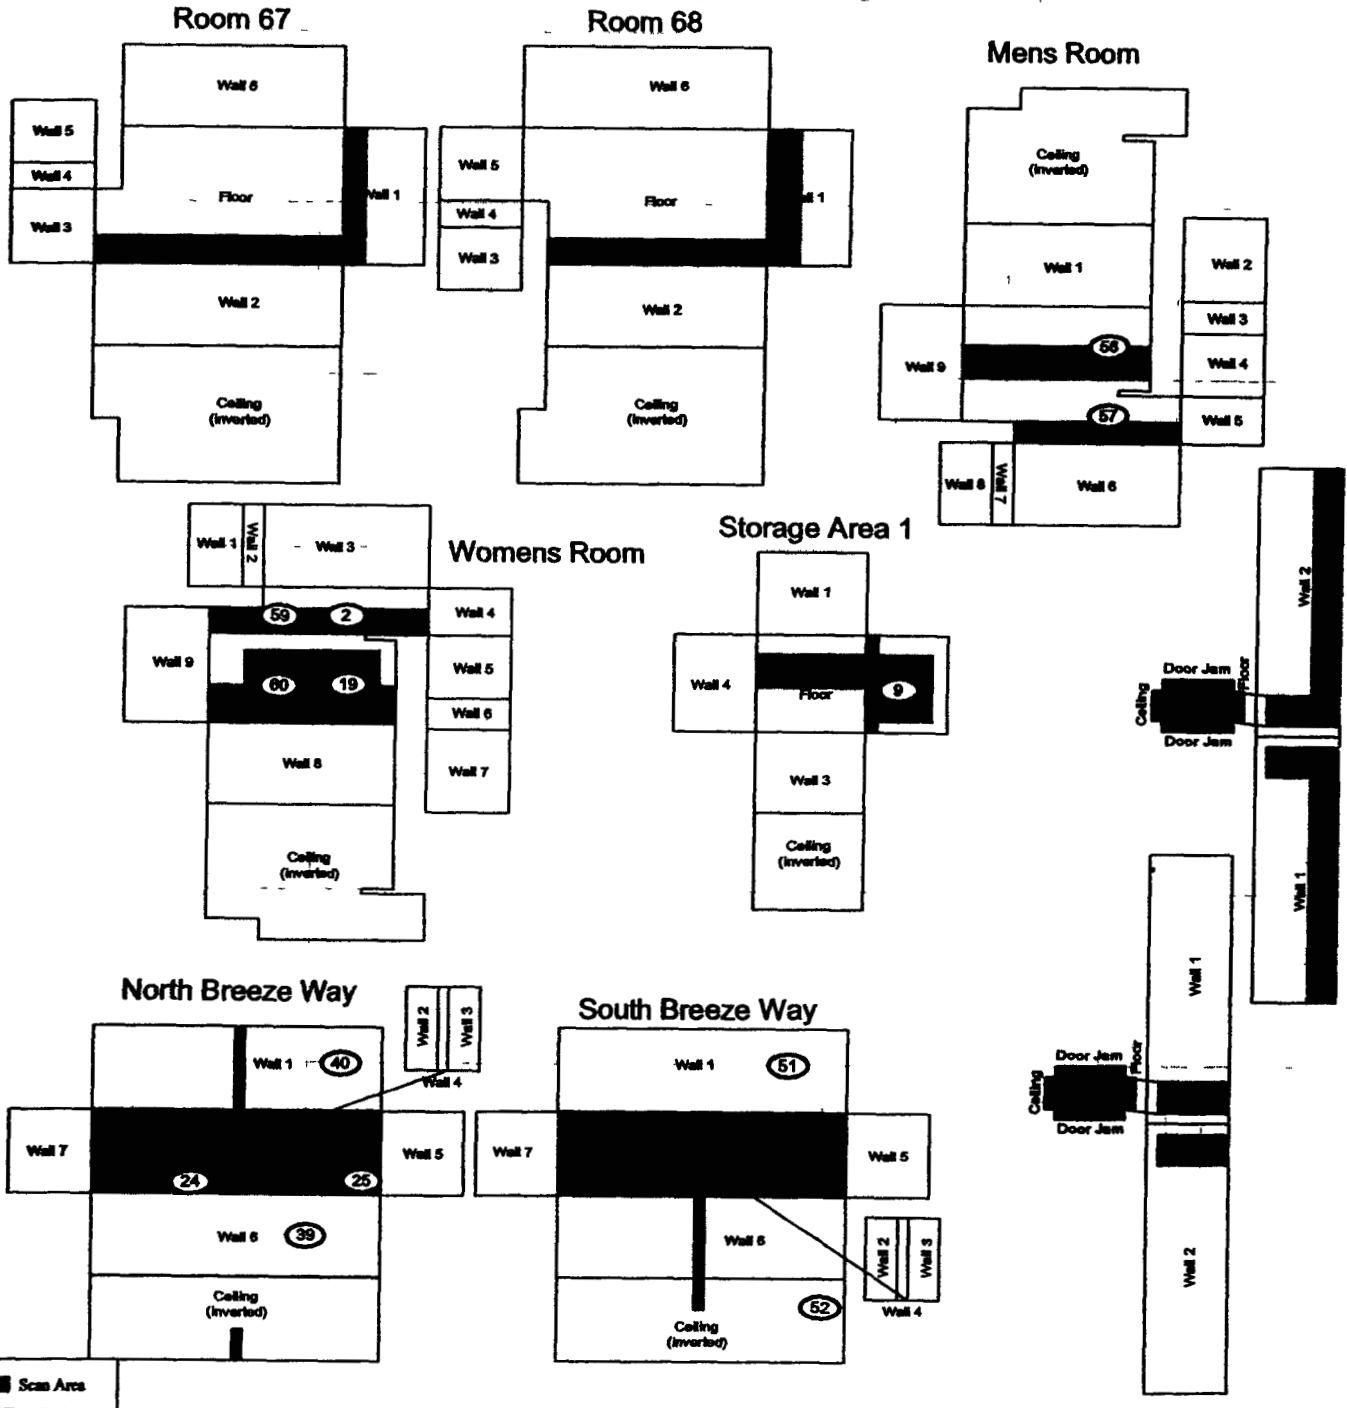 Room 67
Wall 6
Wall 5
Wall 4
Wall 3
Floor
Wall 1
Wall 2
Ceiling
(inverted)
Room 68
Wall 6
Wall 5
Wall 4
Wall 3
Floor
all 1
Wall 2
Ceiling
(inverted)
Mens Room
Ceiling
(inverted)
Wall 1
Wall 2
Wall 3
Wall 4
Wall 5
Wall 9
56
57
Wall 8
Wall 7
Wall 6
Womens Room
Wall 1
Wall 2
Wall 3
59
2
Wall 4
Wall 9
60
19
Wall 5
Wall 6
Wall 7
Wall 8
Ceiling
(inverted)
Storage Area 1
Wall 1
Wall 4
9
Floor
Wall 3
Ceiling
(inverted)
Wall 2
Door Jam
Ceiling
Floor
Door Jam
Wall 1
Wall 1
Door Jam
Ceiling
Floor
Door Jam
Wall 2
North Breeze Way
Wall 1
40
Wall 2
Wall 3
Wall 4
Wall 7
24
25
Wall 5
Wall 6
39
Ceiling
(inverted)
South Breeze Way
Wall 1
51
Wall 7
Wall 5
Wall 6
Wall 2
Wall 3
Wall 4
52
Ceiling
(inverted)
Scan Area